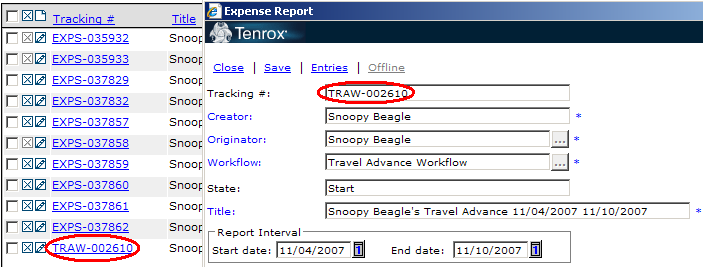 Tracking # Title
EXPS-035932 Snoop
EXPS-035933 Snoop
EXPS-037829 Snoop
EXPS-037832 Snoop
EXPS-037857 Snoop
EXPS-037858 Snoop
EXPS-037859 Snoop
EXPS-037860 Snoop
EXPS-037861 Snoop
EXPS-037862 Snoop
TRAW-002610 Snoop
Expense Report
Tenrox
Close | Save | Entries | Offline
Tracking #: TRAW-002610
Creator: Snoopy Beagle *
Originator: Snoopy Beagle ... *
Workflow: Travel Advance Workflow ... *
State: Start
Title: Snoopy Beagle's Travel Advance 11/04/2007 11/10/2007 *
Report Interval
Start date: 11/04/2007 1 End date: 11/10/2007 1